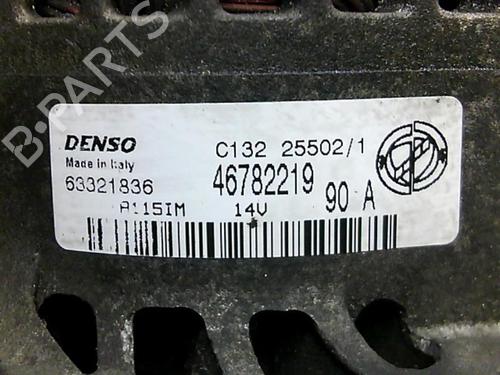 B-PARTS
DENSO
Made in Italy
63321836
C132 25502/1
46782219
90 A
A115IM
14V